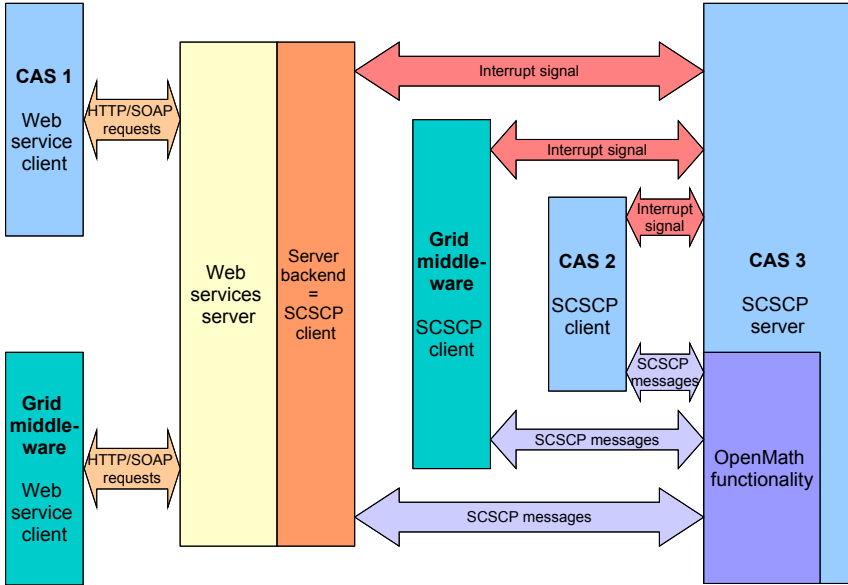 CAS 1
Web
service
client
HTTP/SOAP
requests
Grid
middle-
ware
Web
service
client
HTTP/SOAP
requests
Web
services
server
Server
backend
=
SCSCP
client
Interrupt signal
Interrupt signal
Interrupt
signal
Grid
middle-
ware
SCSCP
client
CAS 2
SCSCP
client
CAS 3
SCSCP
server
SCSCP
messages
SCSCP messages
SCSCP messages
OpenMath
functionality